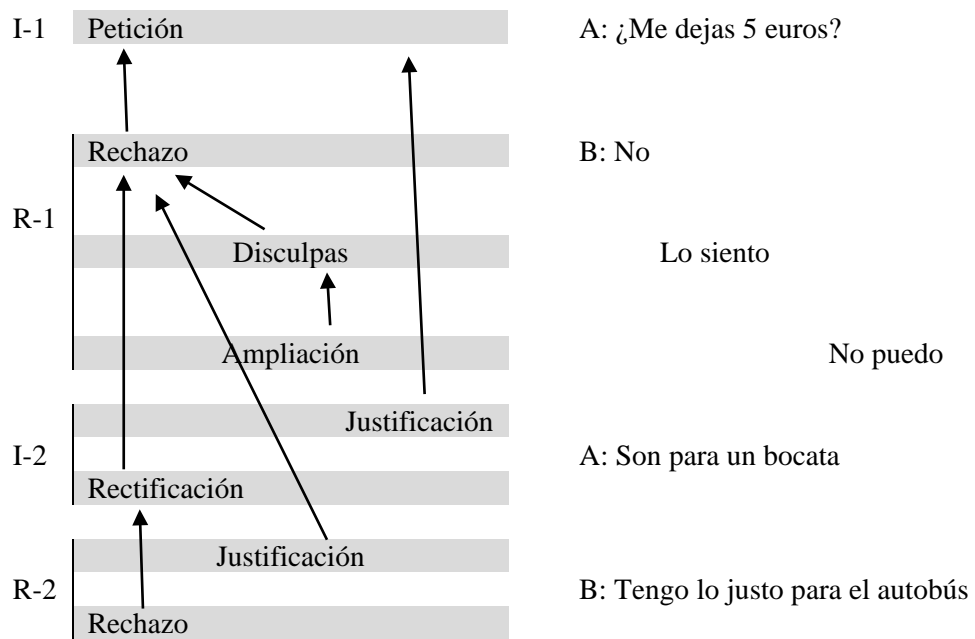 I-1 Petición A: ¿Me dejas 5 euros?
Rechazo B: No
R-1
Disculpas Lo siento
Ampliación No puedo
Justificación
I-2 A: Son para un bocata
Rectificación
Justificación
R-2 B: Tengo lo justo para el autobús
Rechazo